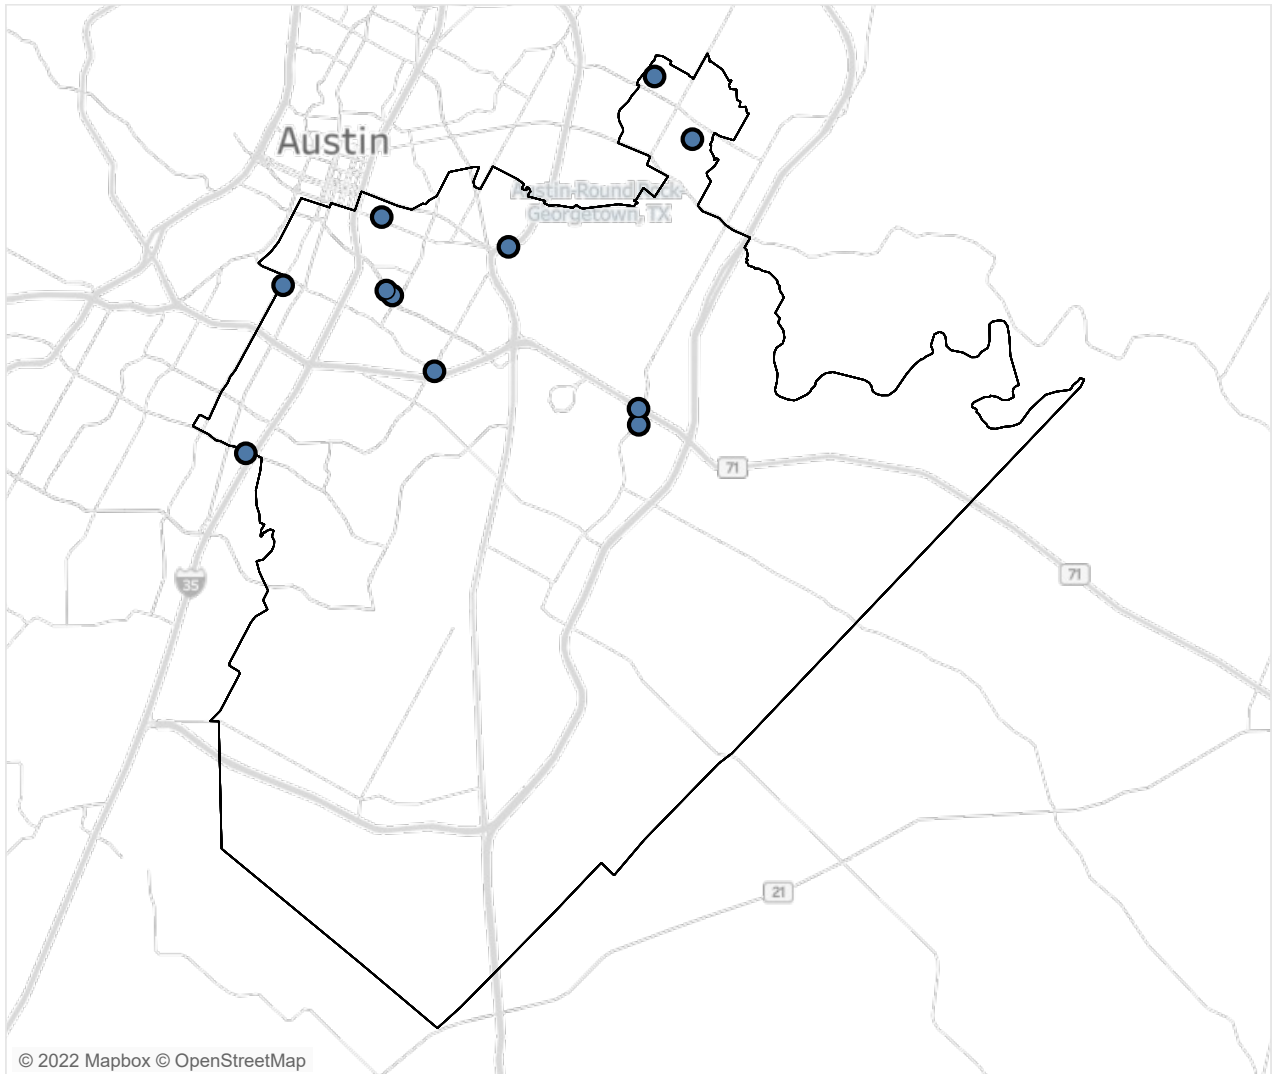 Austin
Austin-Round Rock-
Georgetown, TX
71
35
71
21
© 2022 Mapbox © OpenStreetMap